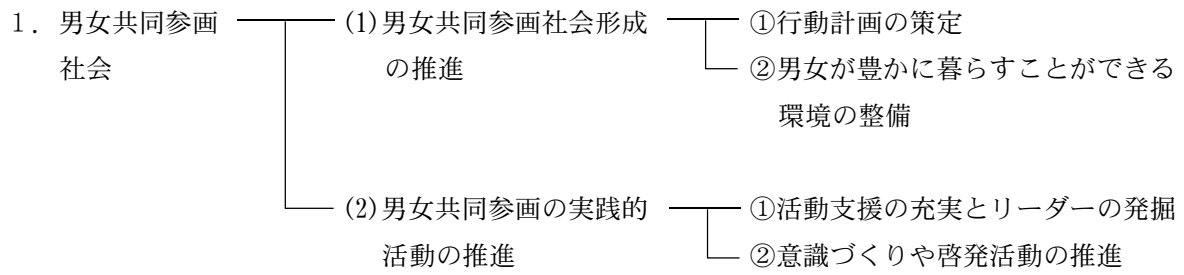 1．男女共同参画
社会
(1)男女共同参画社会形成
の推進
①行動計画の策定
②男女が豊かに暮らすことができる
環境の整備
(2)男女共同参画の実践的
活動の推進
①活動支援の充実とリーダーの発掘
②意識づくりや啓発活動の推進